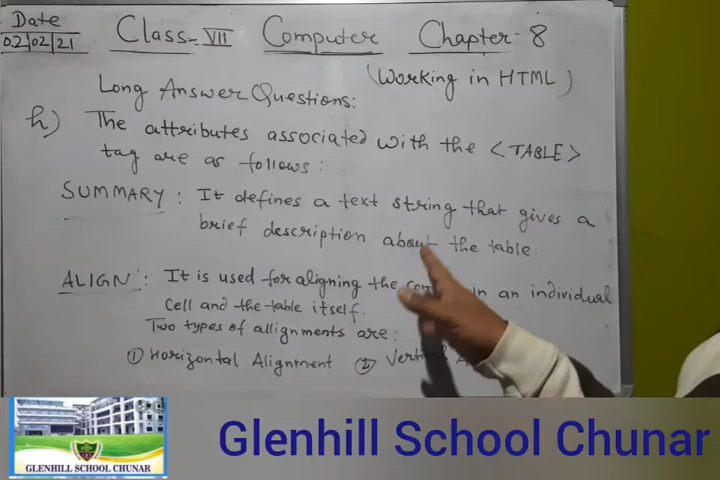 Date
02/02/21
Class-VII Computer Chapter-8
(Working in HTML)
Long Answer Questions:
h) The attributes associated with the <TABLE>
tag are as follows:
SUMMARY: It defines a text string that gives a
brief description about the table.
ALIGN: It is used for aligning the in an individual
cell and the table itself.
Two types of allignments are:
① Horizontal Alignment ② Vertical
GLENHILL SCHOOL CHUNAR
Glenhill School Chunar